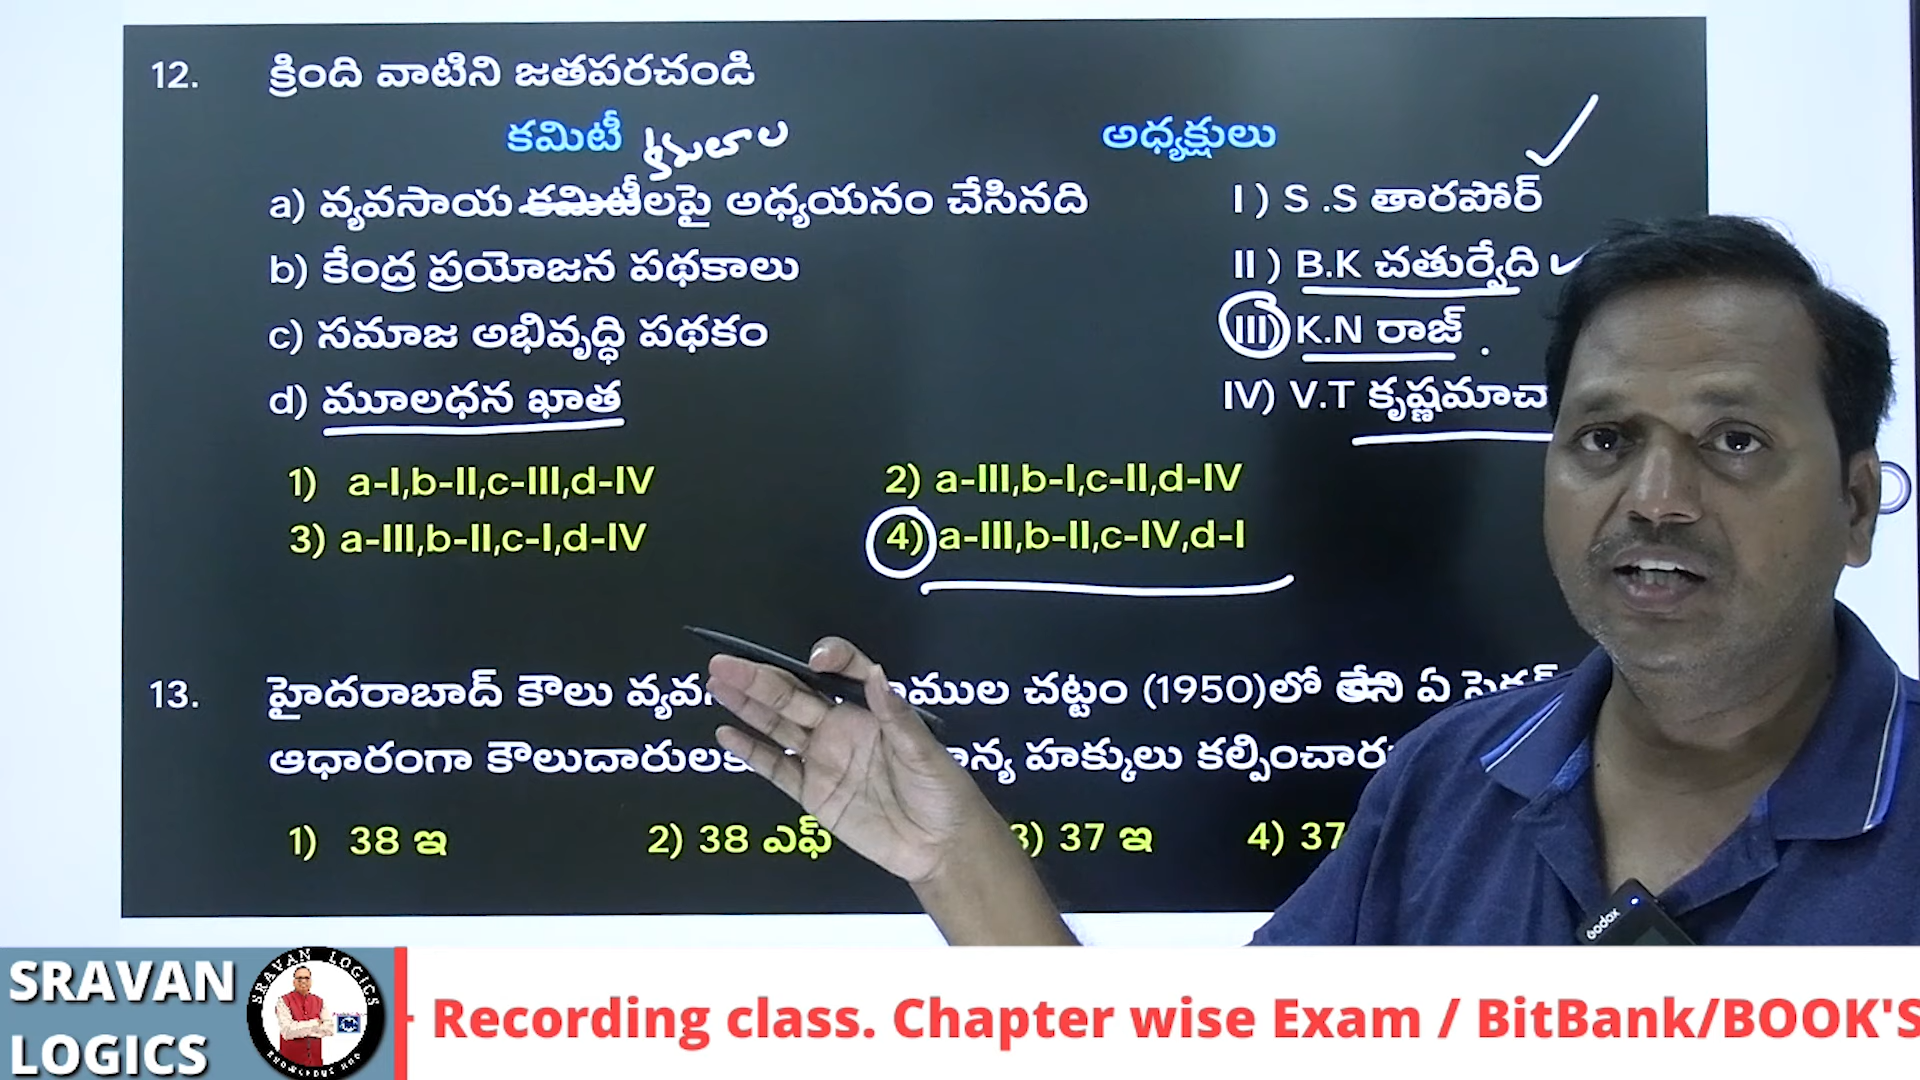 12. క్రింది వాటిని జతపరచండి
కమిటీ అధ్యక్షులు
a) వ్యవసాయ కమిటీలపై అధ్యయనం చేసినది I ) S .S తారపోర్
b) కేంద్ర ప్రయోజన పథకాలు II ) B.K చతుర్వేది
c) సమాజ అభివృద్ధి పథకం III) K.N రాజ్
d) మూలధన ఖాత IV) V.T
1) a-I,b-II,c-III,d-IV 2) a-III,b-I,c-II,d-IV
3) a-III,b-II,c-I,d-IV 4) a-III,b-II,c-IV,d-I
13. హైదరాబాద్ కౌలు చట్టం (1950)లో ఏ
ఆధారంగా హక్కులు
1) 38 ఇ 2) 38 ఎఫ్ 3) 37 ఇ 4) 37
SRAVAN LOGICS
Recording class. Chapter wise Exam / BitBank/BOOK'S
SRAVAN LOGICS
Godox